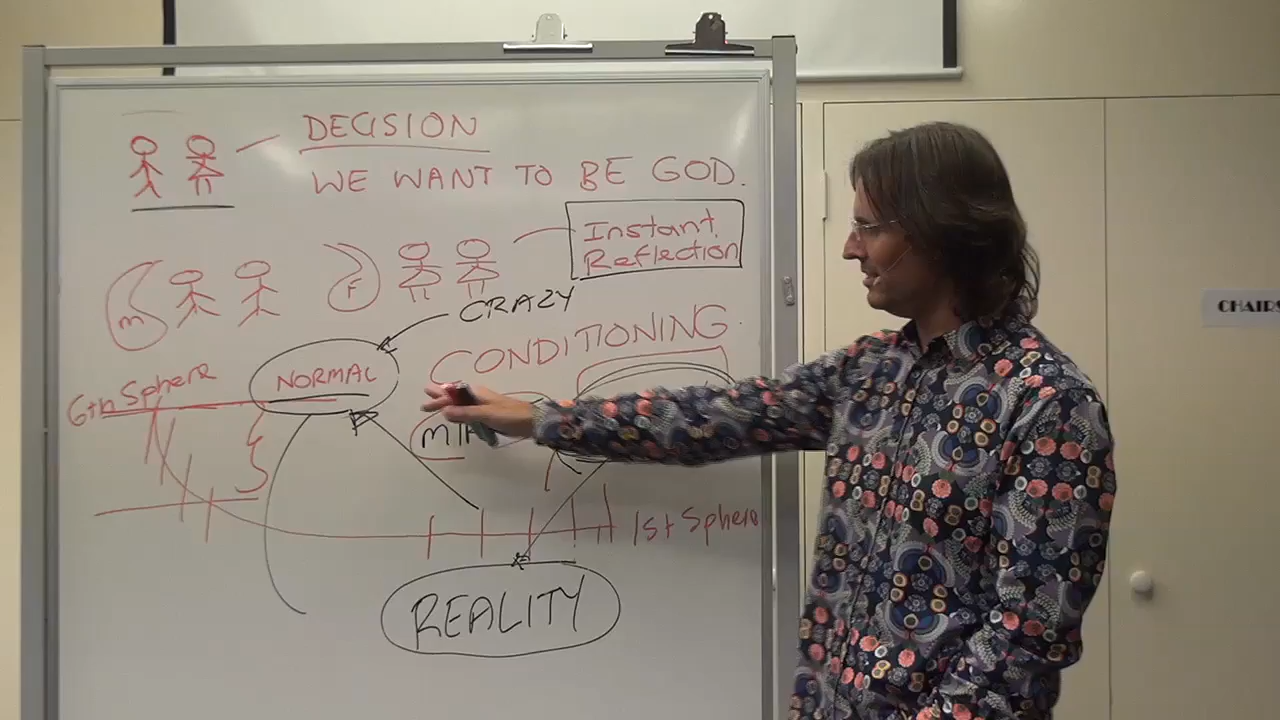 DECISION
WE WANT TO BE GOD.
Instant
Reflection
m
F
CRAZY
CONDITIONING
6th Sphere
NORMAL
1st Sphere
REALITY
CHAIRS